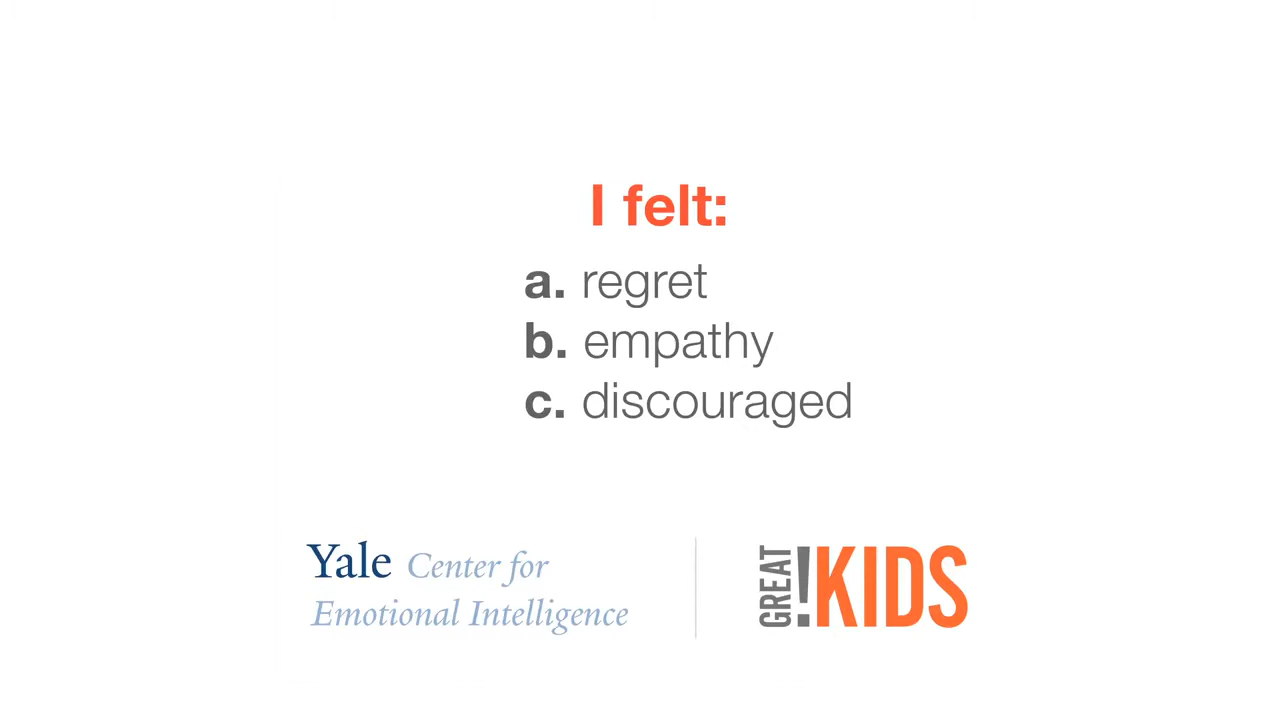 I felt:
a. regret
b. empathy
c. discouraged
Yale Center for
Emotional Intelligence
GREAT!KIDS